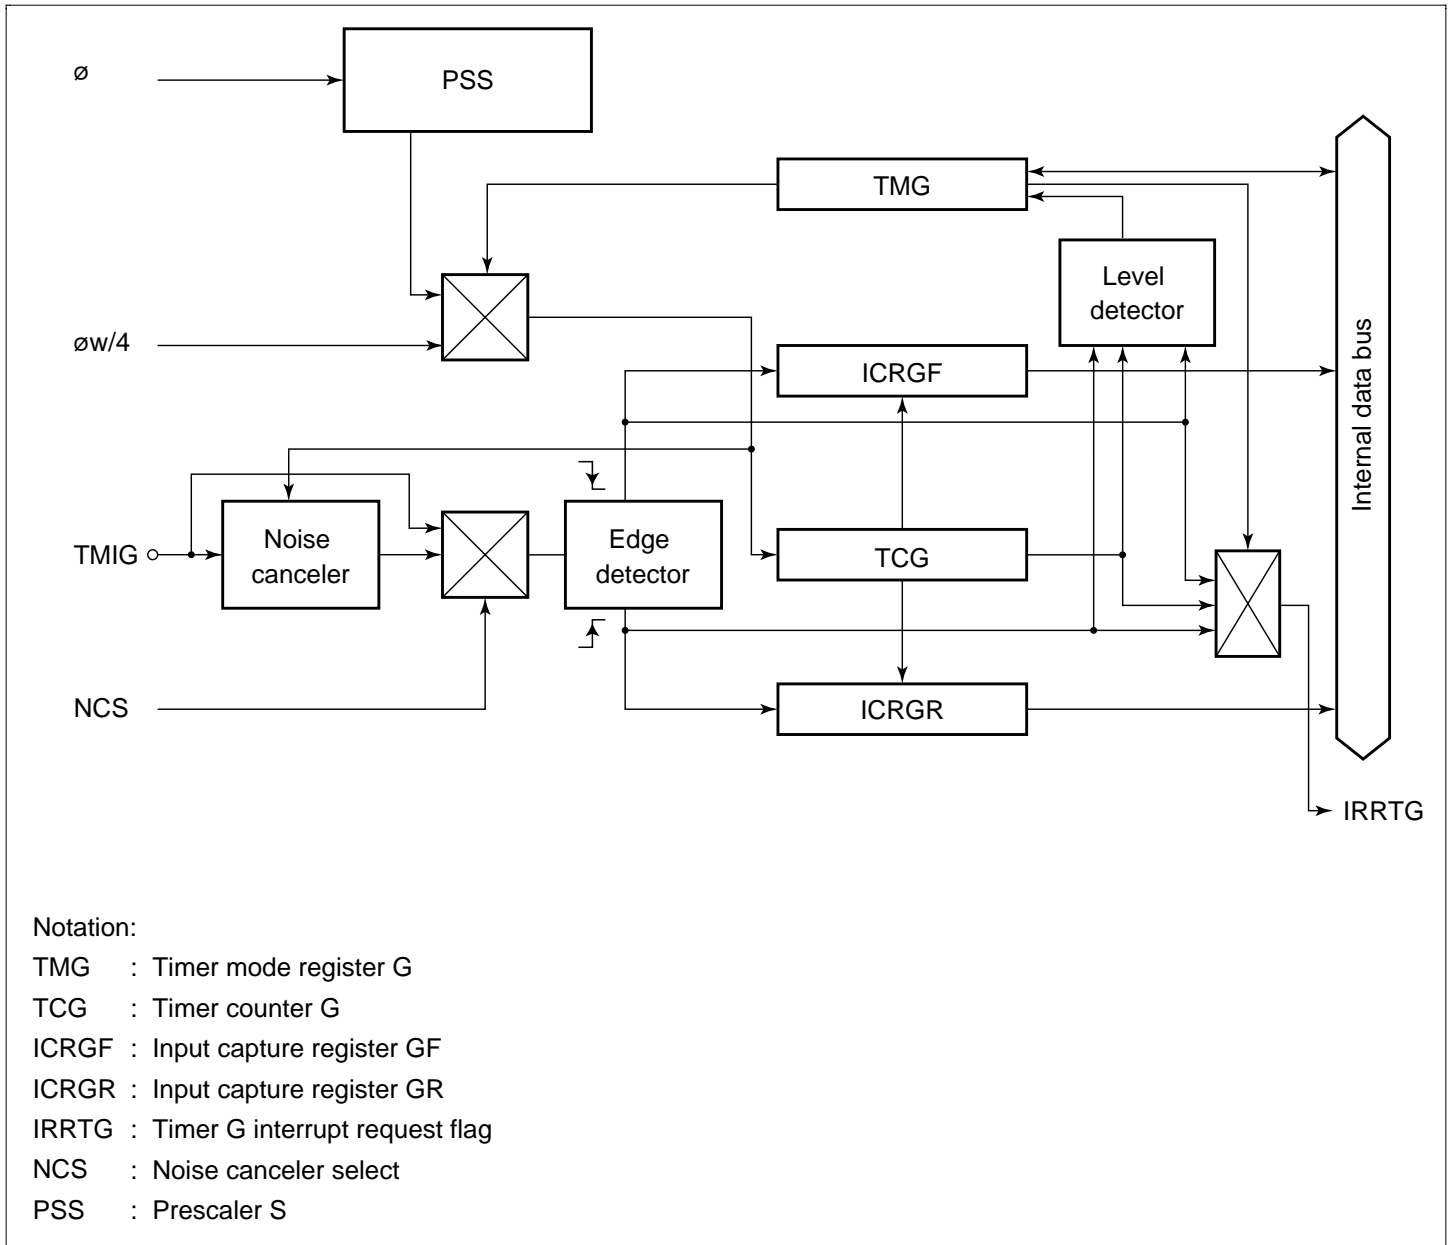 ø
PSS
TMG
Level
detector
øw/4
ICRGF
Internal data bus
TMIG
Noise
canceler
Edge
detector
TCG
NCS
ICRGR
IRRTG
Notation:
TMG : Timer mode register G
TCG : Timer counter G
ICRGF : Input capture register GF
ICRGR : Input capture register GR
IRRTG : Timer G interrupt request flag
NCS : Noise canceler select
PSS : Prescaler S